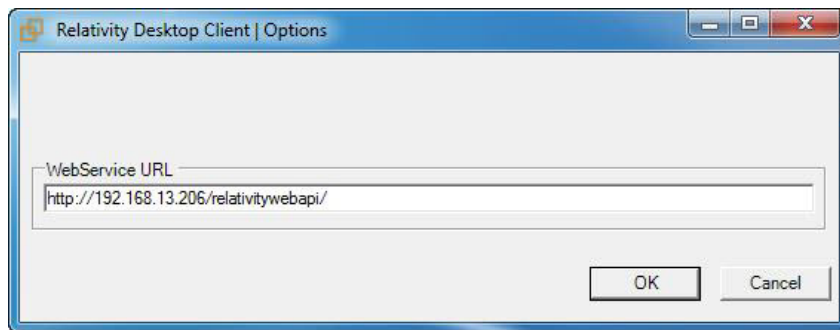 Relativity Desktop Client | Options
WebService URL
http://192.168.13.206/relativitywebapi/
OK
Cancel